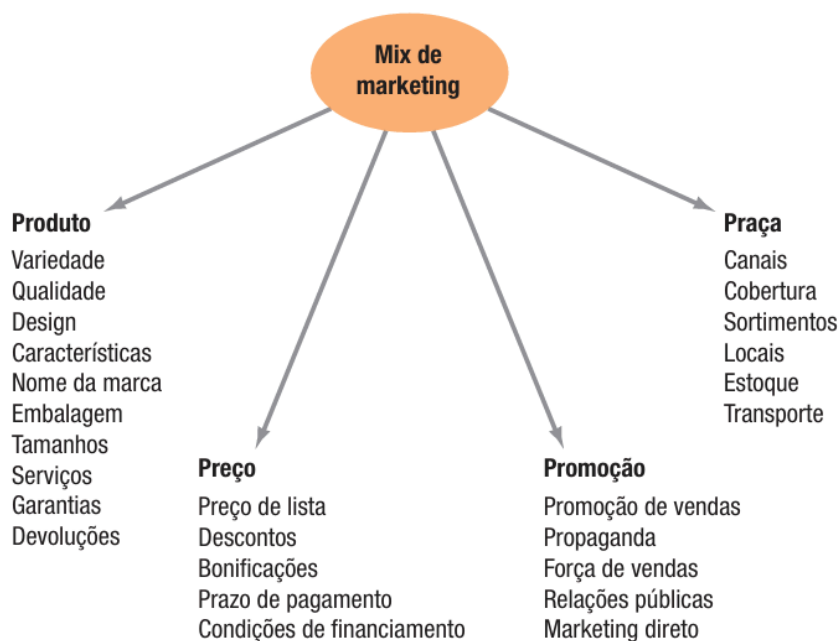 Mix de
marketing
Produto
Variedade
Qualidade
Design
Características
Nome da marca
Embalagem
Tamanhos
Serviços
Garantias
Devoluções
Preço
Preço de lista
Descontos
Bonificações
Prazo de pagamento
Condições de financiamento
Promoção
Promoção de vendas
Propaganda
Força de vendas
Relações públicas
Marketing direto
Praça
Canais
Cobertura
Sortimentos
Locais
Estoque
Transporte